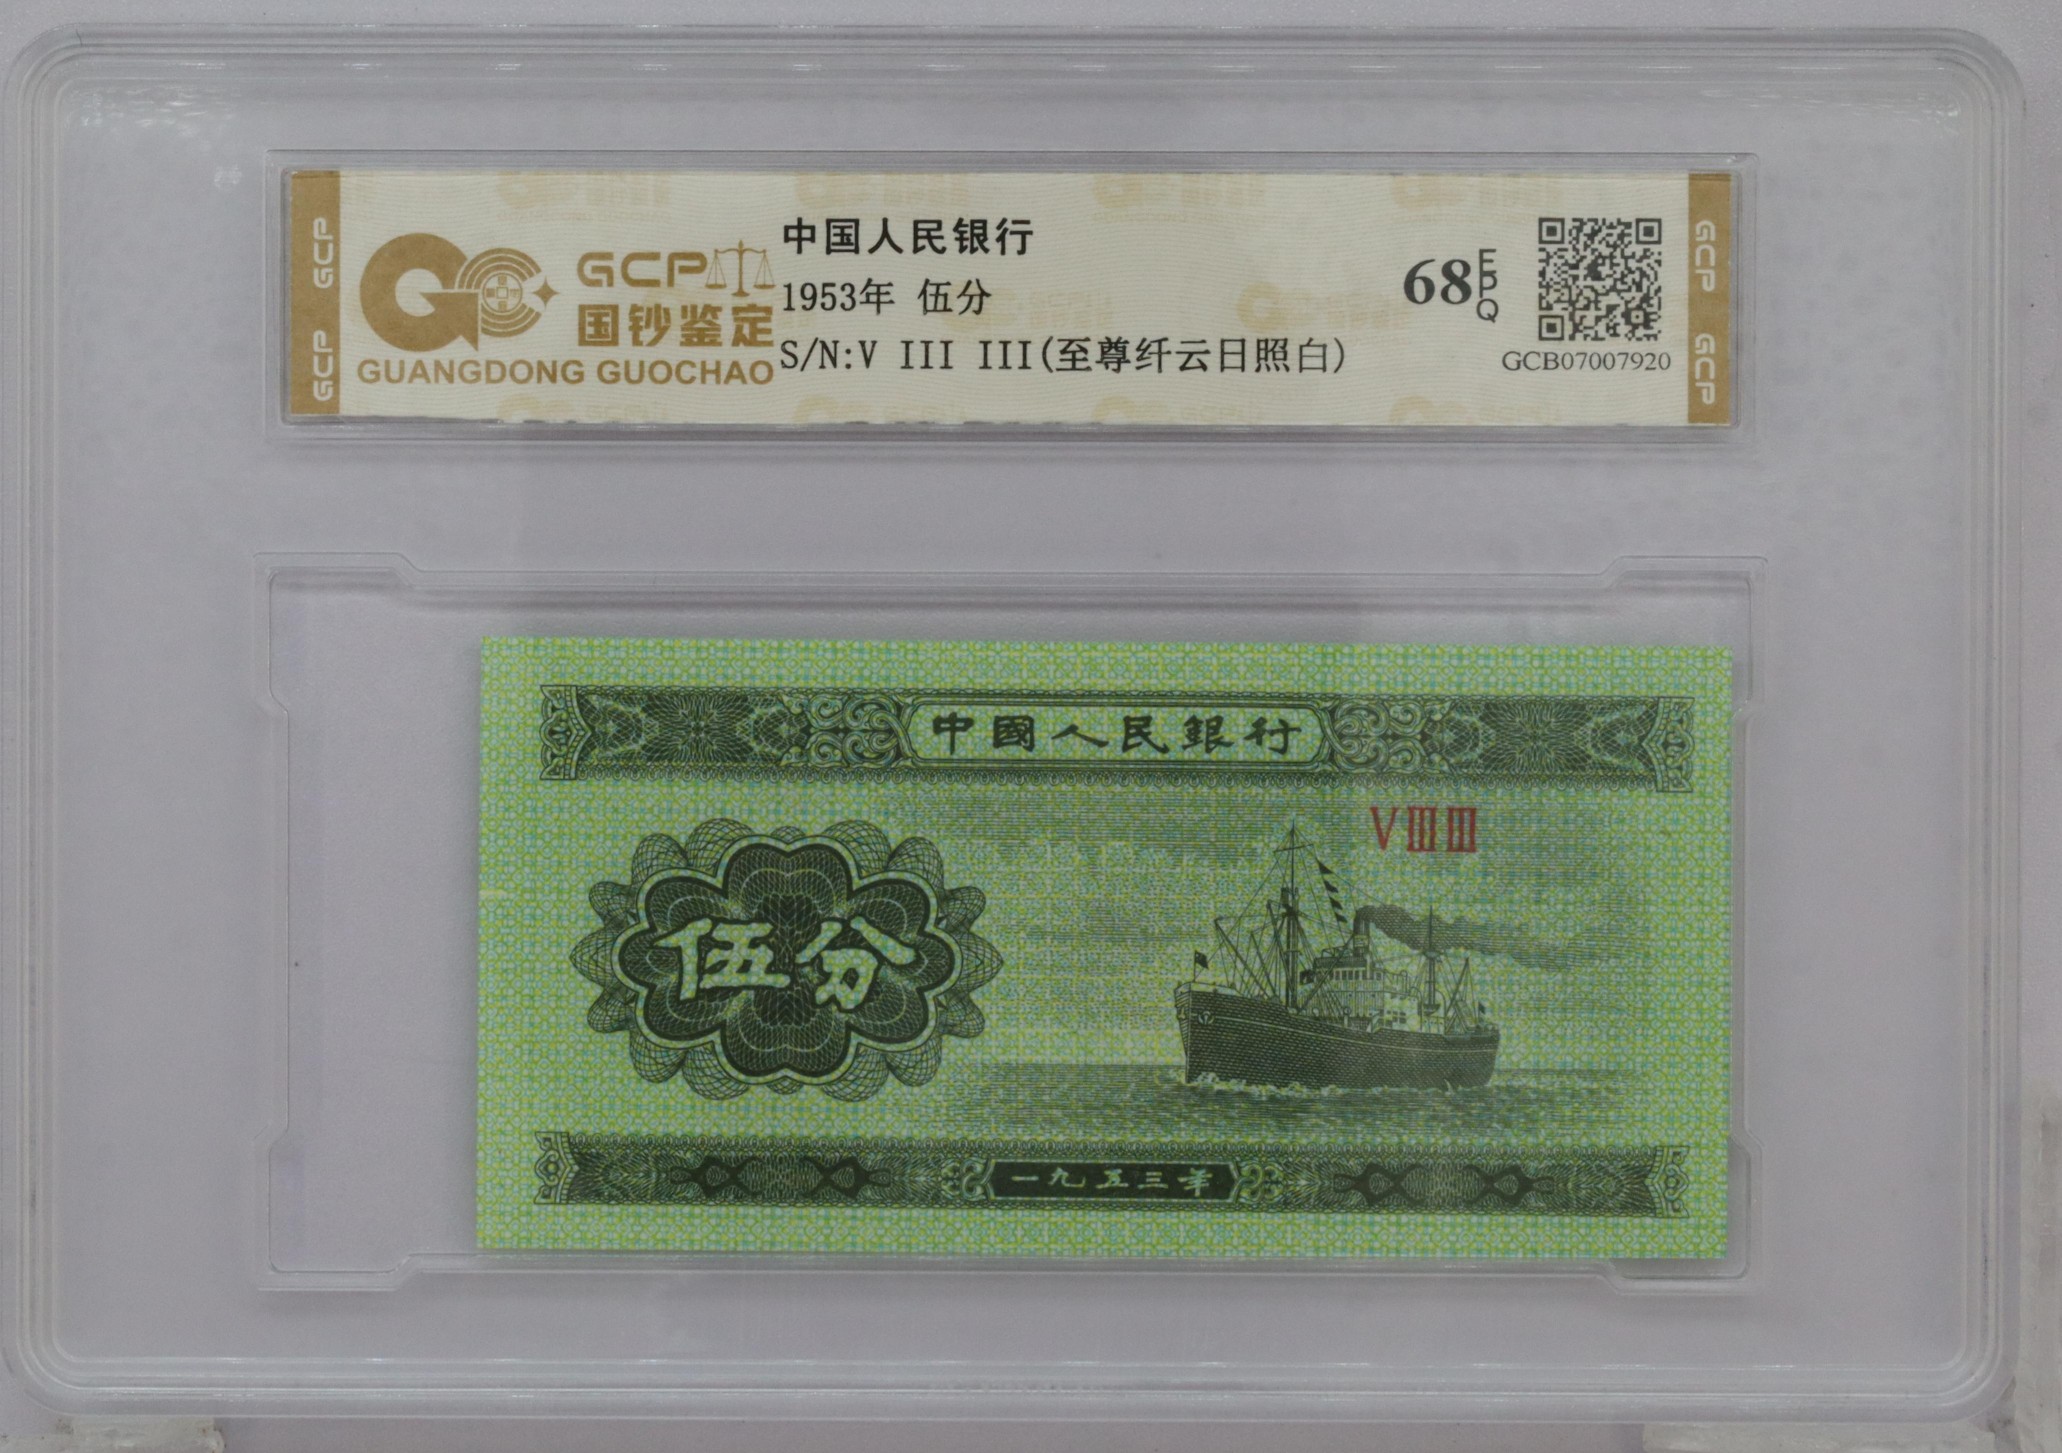 GCP
GCP
GCP
国钞鉴定
GUANGDONG GUOCHAO
中国人民银行
1953年 伍分
S/N:V III III(至尊纤云日照白)
68 EPQ
GCB07007920
GCP
GCP
中國人民銀行
V III III
伍分
一九五三年